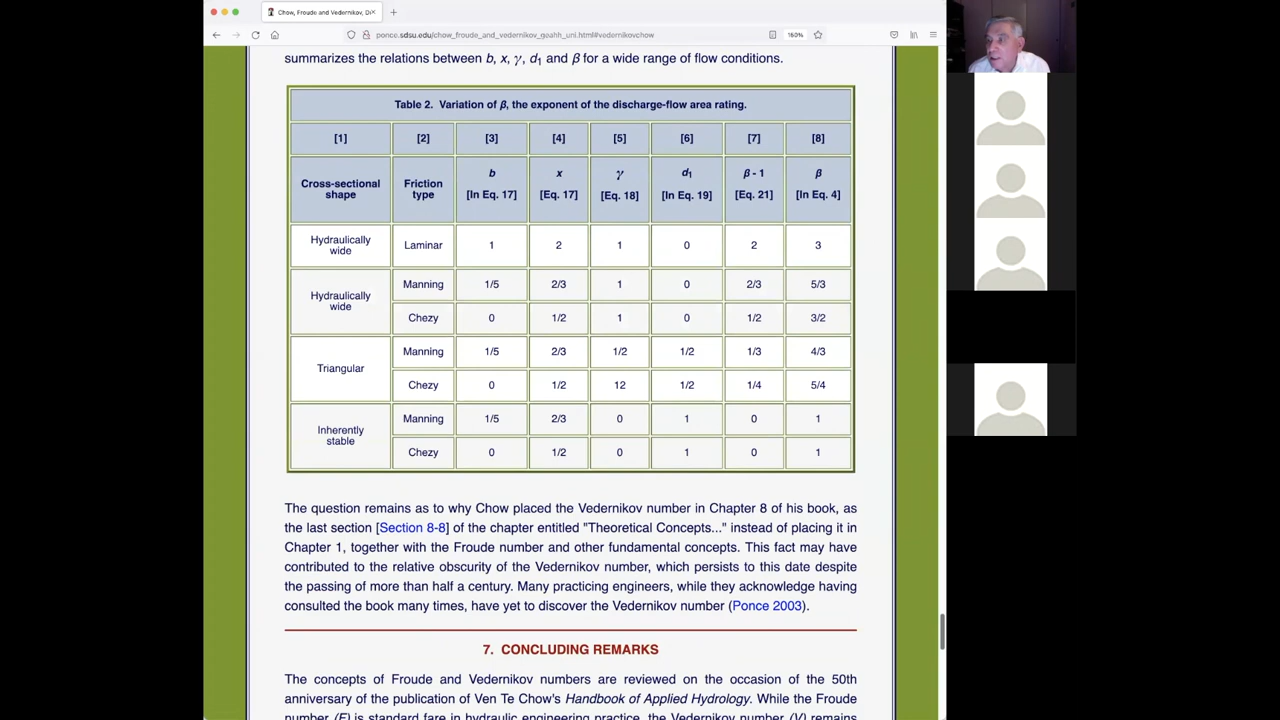 Chow, Froude and Vedernikov, Di
ponce.sdsu.edu/chow_froude_and_vedernikov_geahh_uni.html#vedernikovchow
160%
summarizes the relations between b, x, γ, d1 and β for a wide range of flow conditions.
Table 2. Variation of β, the exponent of the discharge-flow area rating.
[1] [2] [3] [4] [5] [6] [7] [8]
Cross-sectional shape Friction type b [In Eq. 17] x [Eq. 17] γ [Eq. 18] d1 [In Eq. 19] β - 1 [Eq. 21] β [In Eq. 4]
Hydraulically wide Laminar 1 2 1 0 2 3
Hydraulically wide Manning 1/5 2/3 1 0 2/3 5/3
Chezy 0 1/2 1 0 1/2 3/2
Triangular Manning 1/5 2/3 1/2 1/2 1/3 4/3
Chezy 0 1/2 12 1/2 1/4 5/4
Inherently stable Manning 1/5 2/3 0 1 0 1
Chezy 0 1/2 0 1 0 1
The question remains as to why Chow placed the Vedernikov number in Chapter 8 of his book, as
the last section [Section 8-8] of the chapter entitled "Theoretical Concepts..." instead of placing it in
Chapter 1, together with the Froude number and other fundamental concepts. This fact may have
contributed to the relative obscurity of the Vedernikov number, which persists to this date despite
the passing of more than half a century. Many practicing engineers, while they acknowledge having
consulted the book many times, have yet to discover the Vedernikov number (Ponce 2003).
7. CONCLUDING REMARKS
The concepts of Froude and Vedernikov numbers are reviewed on the occasion of the 50th
anniversary of the publication of Ven Te Chow's Handbook of Applied Hydrology. While the Froude
number (F) is standard fare in hydraulic engineering practice, the Vedernikov number (V) remains